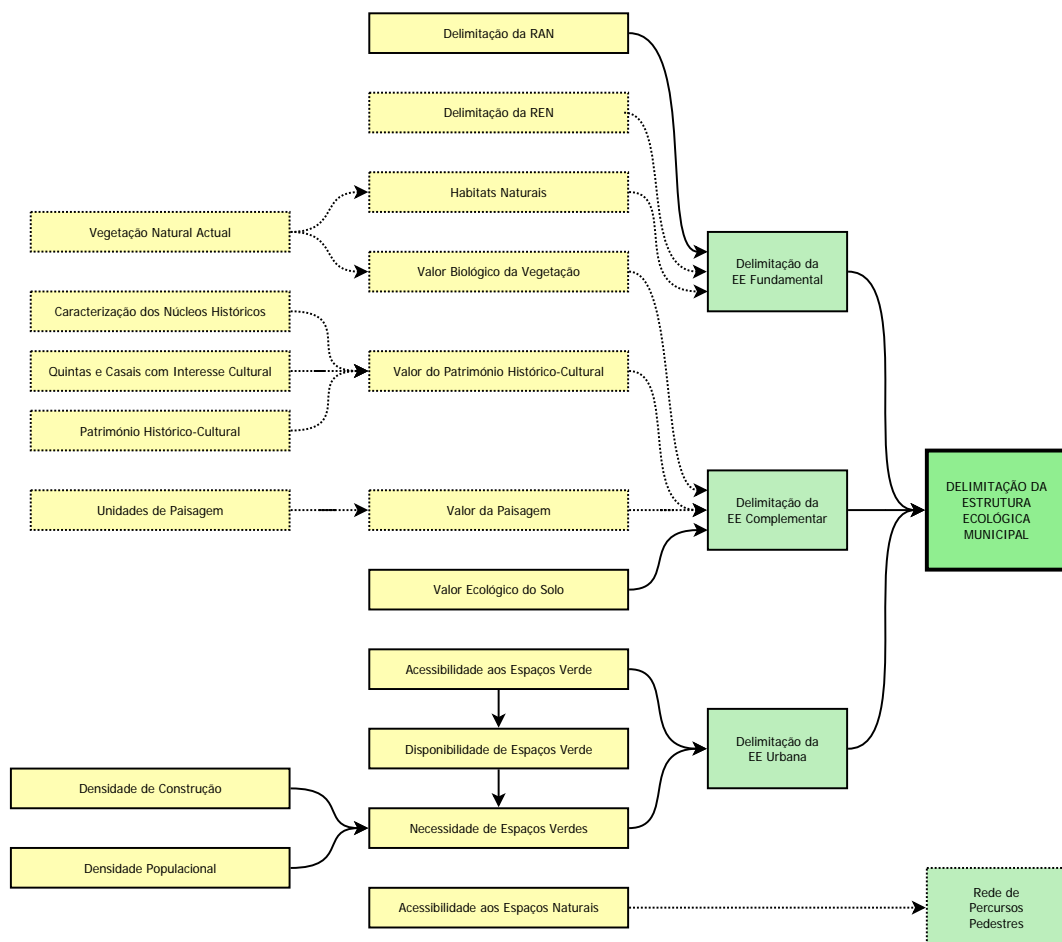 Delimitação da RAN
Delimitação da REN
Habitats Naturais
Vegetação Natural Actual
Valor Biológico da Vegetação
Delimitação da
EE Fundamental
Caracterização dos Núcleos Históricos
Quintas e Casais com Interesse Cultural
Valor do Património Histórico-Cultural
Património Histórico-Cultural
Unidades de Paisagem
Valor da Paisagem
Delimitação da
EE Complementar
DELIMITAÇÃO DA
ESTRUTURA
ECOLÓGICA
MUNICIPAL
Valor Ecológico do Solo
Acessibilidade aos Espaços Verde
Disponibilidade de Espaços Verde
Delimitação da
EE Urbana
Densidade de Construção
Necessidade de Espaços Verdes
Densidade Populacional
Acessibilidade aos Espaços Naturais
Rede de
Percursos
Pedestres